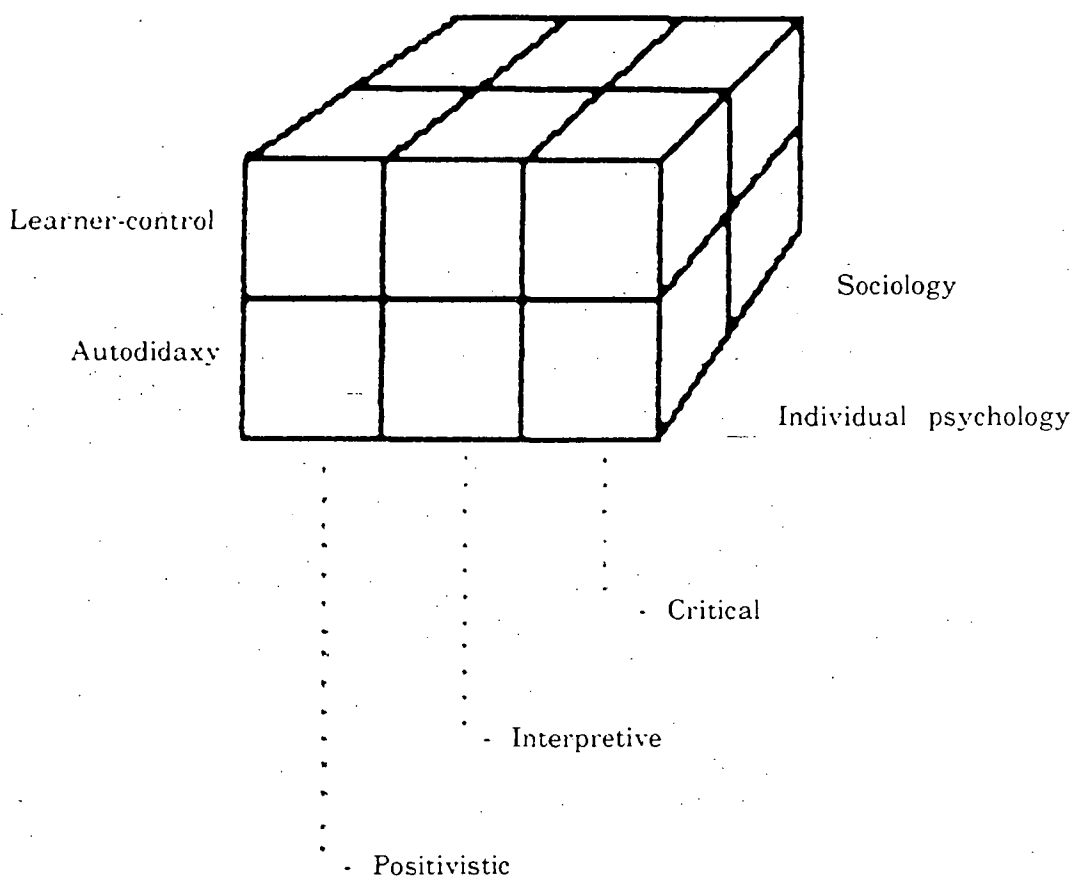 Learner-control
Sociology
Autodidaxy
Individual psychology
- Critical
- Interpretive
- Positivistic